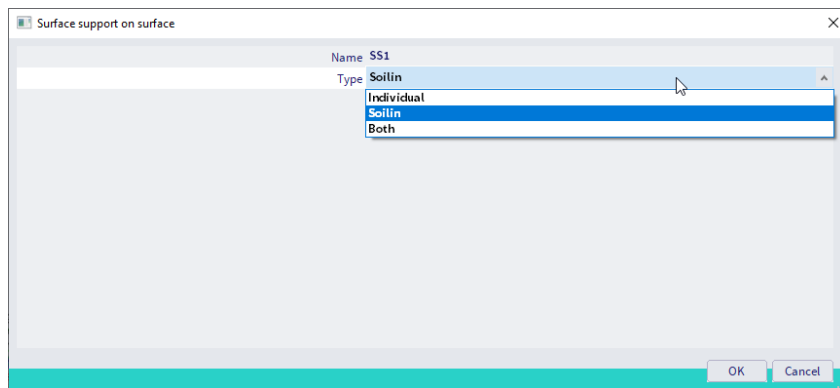 Surface support on surface
Name SS1
Type Soilin
Individual
Soilin
Both
OK Cancel